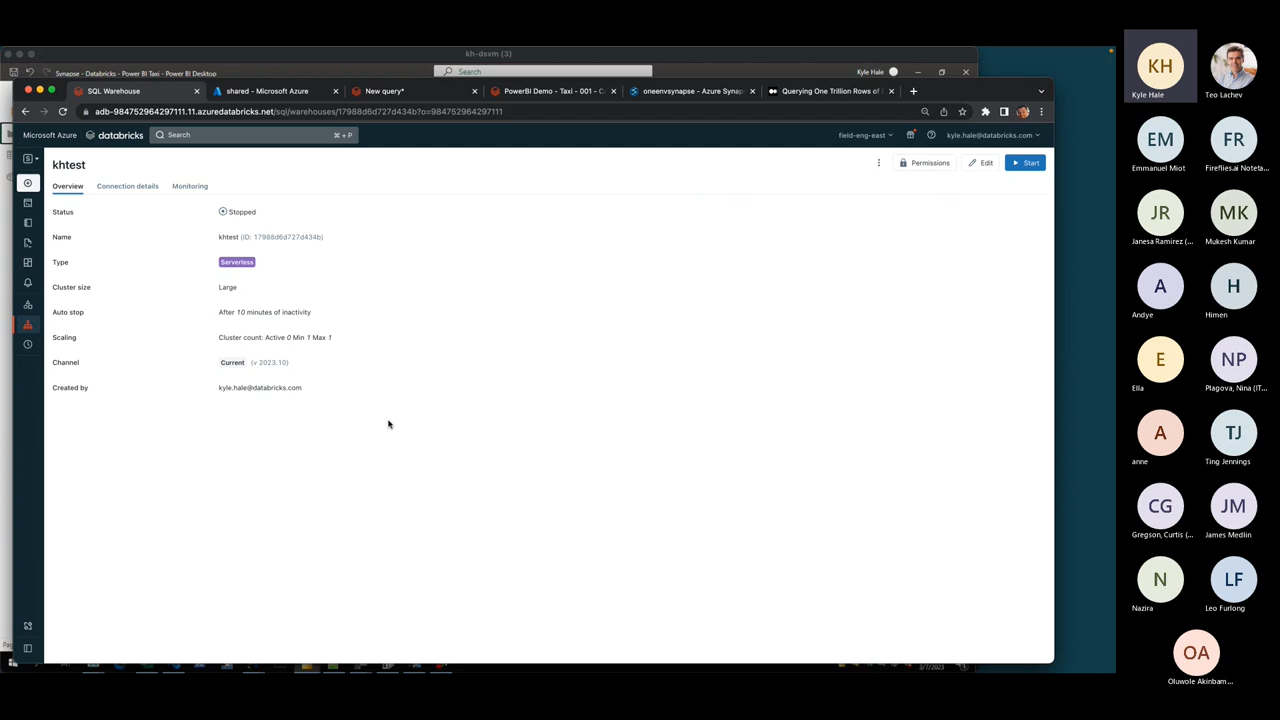 kh-dsvm (3)
Synapse - Databricks - Power BI Taxi - Power BI Desktop
Search
Kyle Hale
SQL Warehouse
shared - Microsoft Azure
New query*
PowerBI Demo - Taxi - 001 - C
oneenvsynapse - Azure Synap
Querying One Trillion Rows of
adb-984752964297111.11.azuredatabricks.net/sql/warehouses/17988d6d727d434b?o=984752964297111
Microsoft Azure
databricks
Search
⌘ + P
field-eng-east
kyle.hale@databricks.com
khtest
Permissions
Edit
Start
Overview
Connection details
Monitoring
Status
Stopped
Name
khtest (ID: 17988d6d727d434b)
Type
Serverless
Cluster size
Large
Auto stop
After 10 minutes of inactivity
Scaling
Cluster count: Active 0 Min 1 Max 1
Channel
Current (v 2023.10)
Created by
kyle.hale@databricks.com
3/7/2023
KH
Kyle Hale
Teo Lachev
EM
Emmanuel Miot
FR
Fireflies.ai Noteta...
JR
Janesa Ramirez (...
MK
Mukesh Kumar
A
Andye
H
Himen
E
Ella
NP
Plagova, Nina (IT...
A
anne
TJ
Ting Jennings
CG
Gregson, Curtis (...
JM
James Medlin
N
Nazira
LF
Leo Furlong
OA
Oluwole Akinbam...